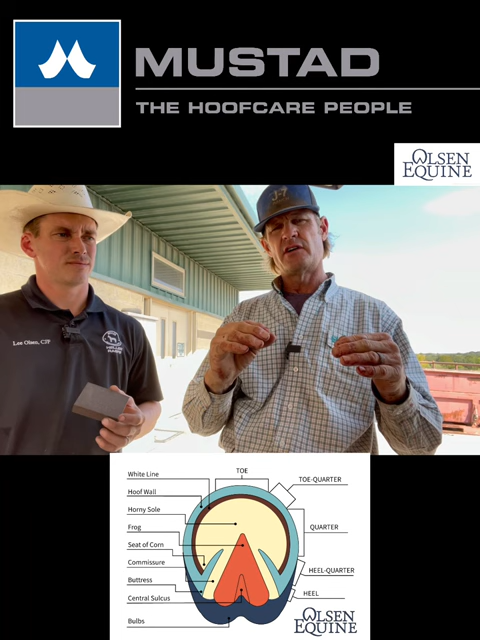 MUSTAD
THE HOOFCARE PEOPLE
OLSEN
EQUINE
Lee Olsen, CJF
White Line
Hoof Wall
Horny Sole
Frog
Seat of Corn
Commissure
Buttress
Central Sulcus
Bulbs
TOE
TOE-QUARTER
QUARTER
HEEL-QUARTER
HEEL
OLSEN
EQUINE